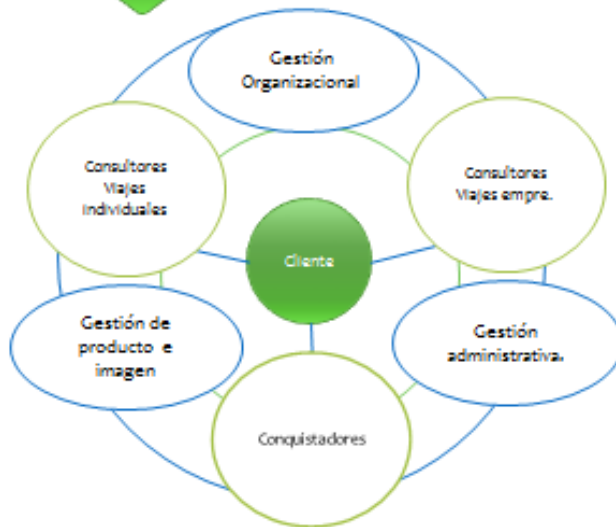 Gestión
Organizacional
Consultores
Viajes
Individuales
Consultores
Viajes empre.
Cliente
Gestión de
producto e
imagen
Gestión
administrativa.
Conquistadores